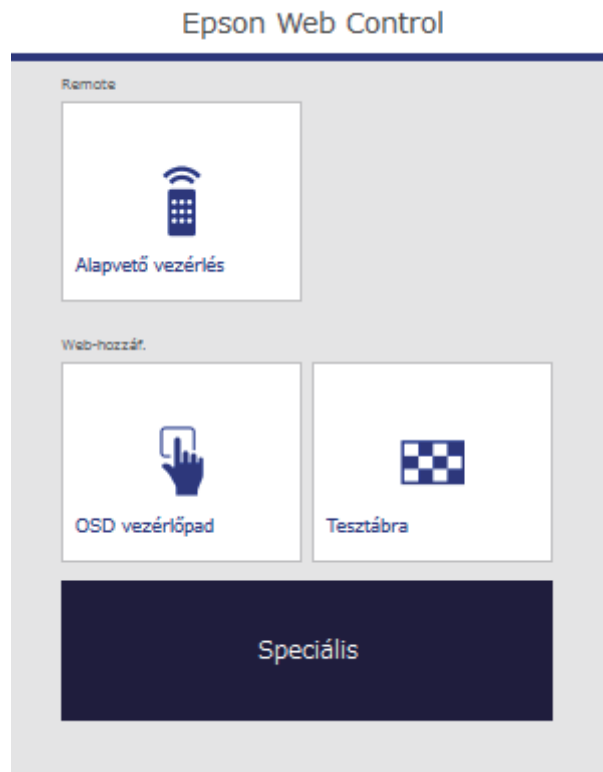 Epson Web Control
Remote
Alapvető vezérlés
Web-hozzáf.
OSD vezérlőpad
Tesztábra
Speciális